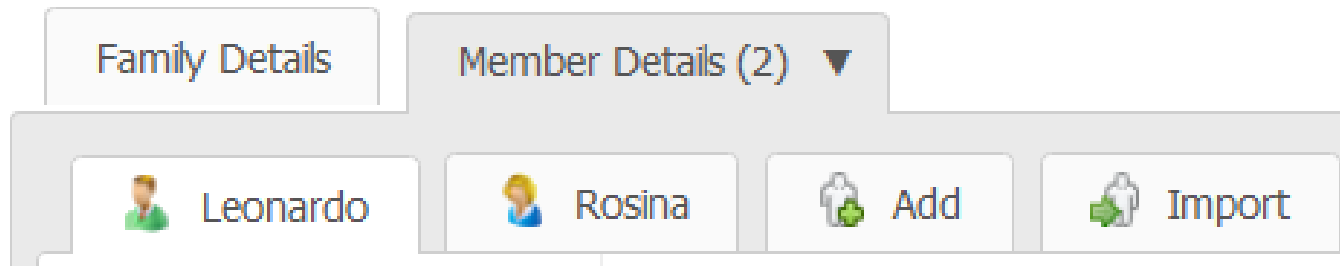 Family Details Member Details (2) ▼
Leonardo Rosina Add Import